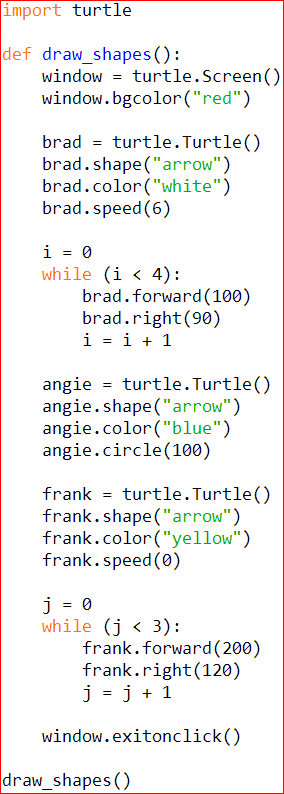 import turtle

def draw_shapes():
    window = turtle.Screen()
    window.bgcolor("red")

    brad = turtle.Turtle()
    brad.shape("arrow")
    brad.color("white")
    brad.speed(6)

    i = 0
    while (i < 4):
        brad.forward(100)
        brad.right(90)
        i = i + 1

    angie = turtle.Turtle()
    angie.shape("arrow")
    angie.color("blue")
    angie.circle(100)

    frank = turtle.Turtle()
    frank.shape("arrow")
    frank.color("yellow")
    frank.speed(0)

    j = 0
    while (j < 3):
        frank.forward(200)
        frank.right(120)
        j = j + 1

    window.exitonclick()

draw_shapes()